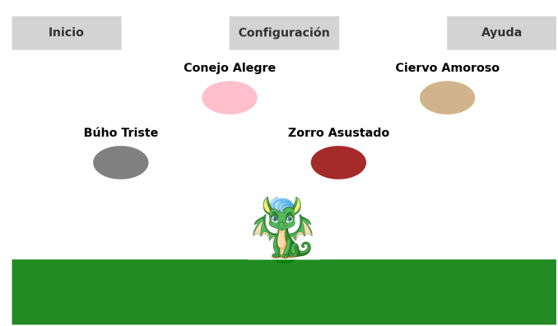 Inicio
Configuración
Ayuda
Conejo Alegre
Ciervo Amoroso
Búho Triste
Zorro Asustado